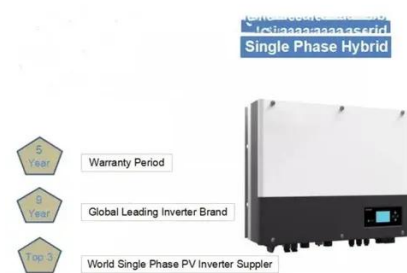 Single Phase Hybrid
5
Year
Warranty Period
9
Year
Global Leading Inverter Brand
Top 3
World Single Phase PV Inverter Suppler